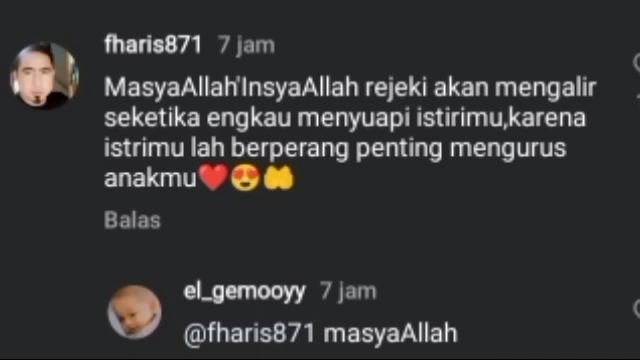 fharis871 7 jam
MasyaAllah'InsyaAllah rejeki akan mengalir
seketika engkau menyuapi istirimu,karena
istrimu lah berperang penting mengurus
anakmu❤️😍🤲
Balas
el_gemooyy 7 jam
@fharis871 masyaAllah